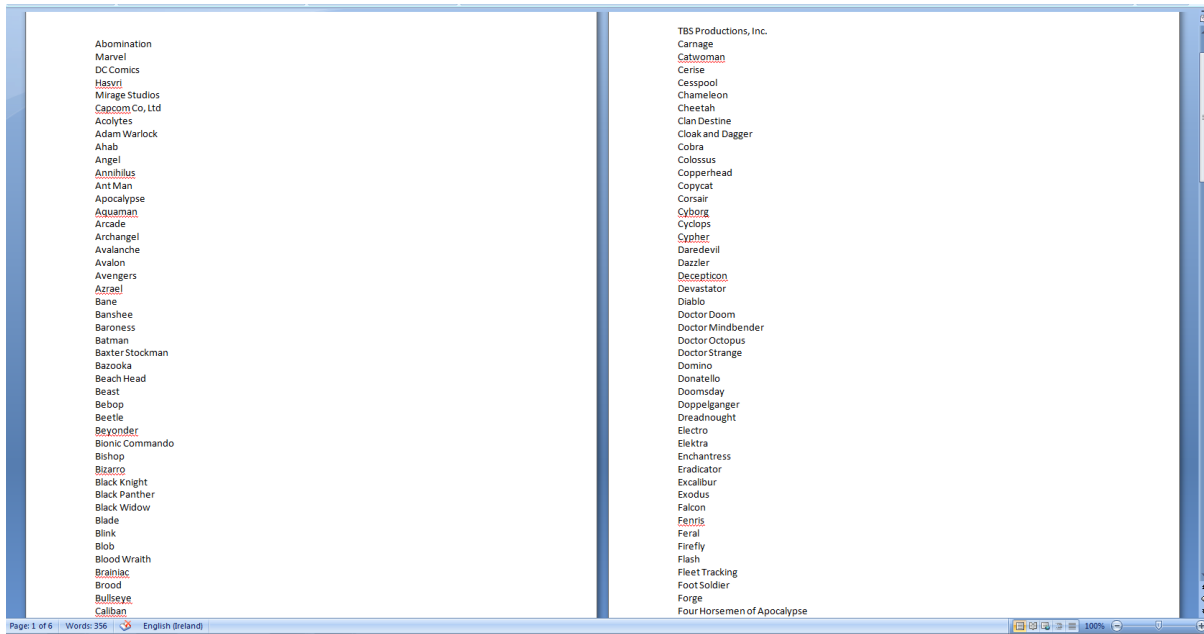 Abomination
Marvel
DC Comics
Hasvri
Mirage Studios
Capcom Co, Ltd
Acolytes
Adam Warlock
Ahab
Angel
Annihilus
Ant Man
Apocalypse
Aquaman
Arcade
Archangel
Avalanche
Avalon
Avengers
Azrael
Bane
Banshee
Baroness
Batman
Baxter Stockman
Bazooka
Beach Head
Beast
Bebop
Beetle
Beyonder
Bionic Commando
Bishop
Bizarro
Black Knight
Black Panther
Black Widow
Blade
Blink
Blob
Blood Wraith
Brainiac
Brood
Bullseye
Caliban
TBS Productions, Inc.
Carnage
Catwoman
Cerise
Cesspool
Chameleon
Cheetah
Clan Destine
Cloak and Dagger
Cobra
Colossus
Copperhead
Copycat
Corsair
Cyborg
Cyclops
Cypher
Daredevil
Dazzler
Decepticon
Devastator
Diablo
Doctor Doom
Doctor Mindbender
Doctor Octopus
Doctor Strange
Domino
Donatello
Doomsday
Doppelganger
Dreadnought
Electro
Elektra
Enchantress
Eradicator
Excalibur
Exodus
Falcon
Fenris
Feral
Firefly
Flash
Fleet Tracking
Foot Soldier
Forge
Four Horsemen of Apocalypse
Page: 1 of 6 Words: 356 English (Ireland) 100%